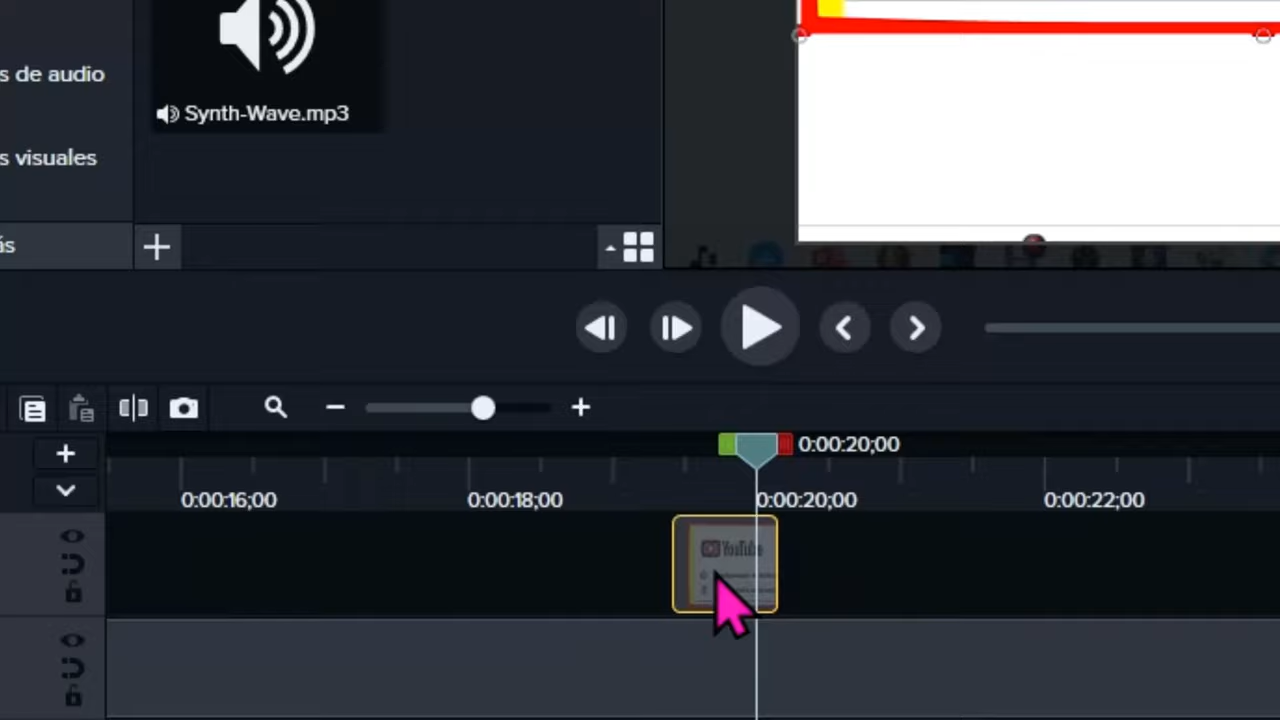 s de audio
Synth-Wave.mp3
s visuales
ás
0:00:20;00
0:00:16;00
0:00:18;00
0:00:20;00
0:00:22;00
YouTube